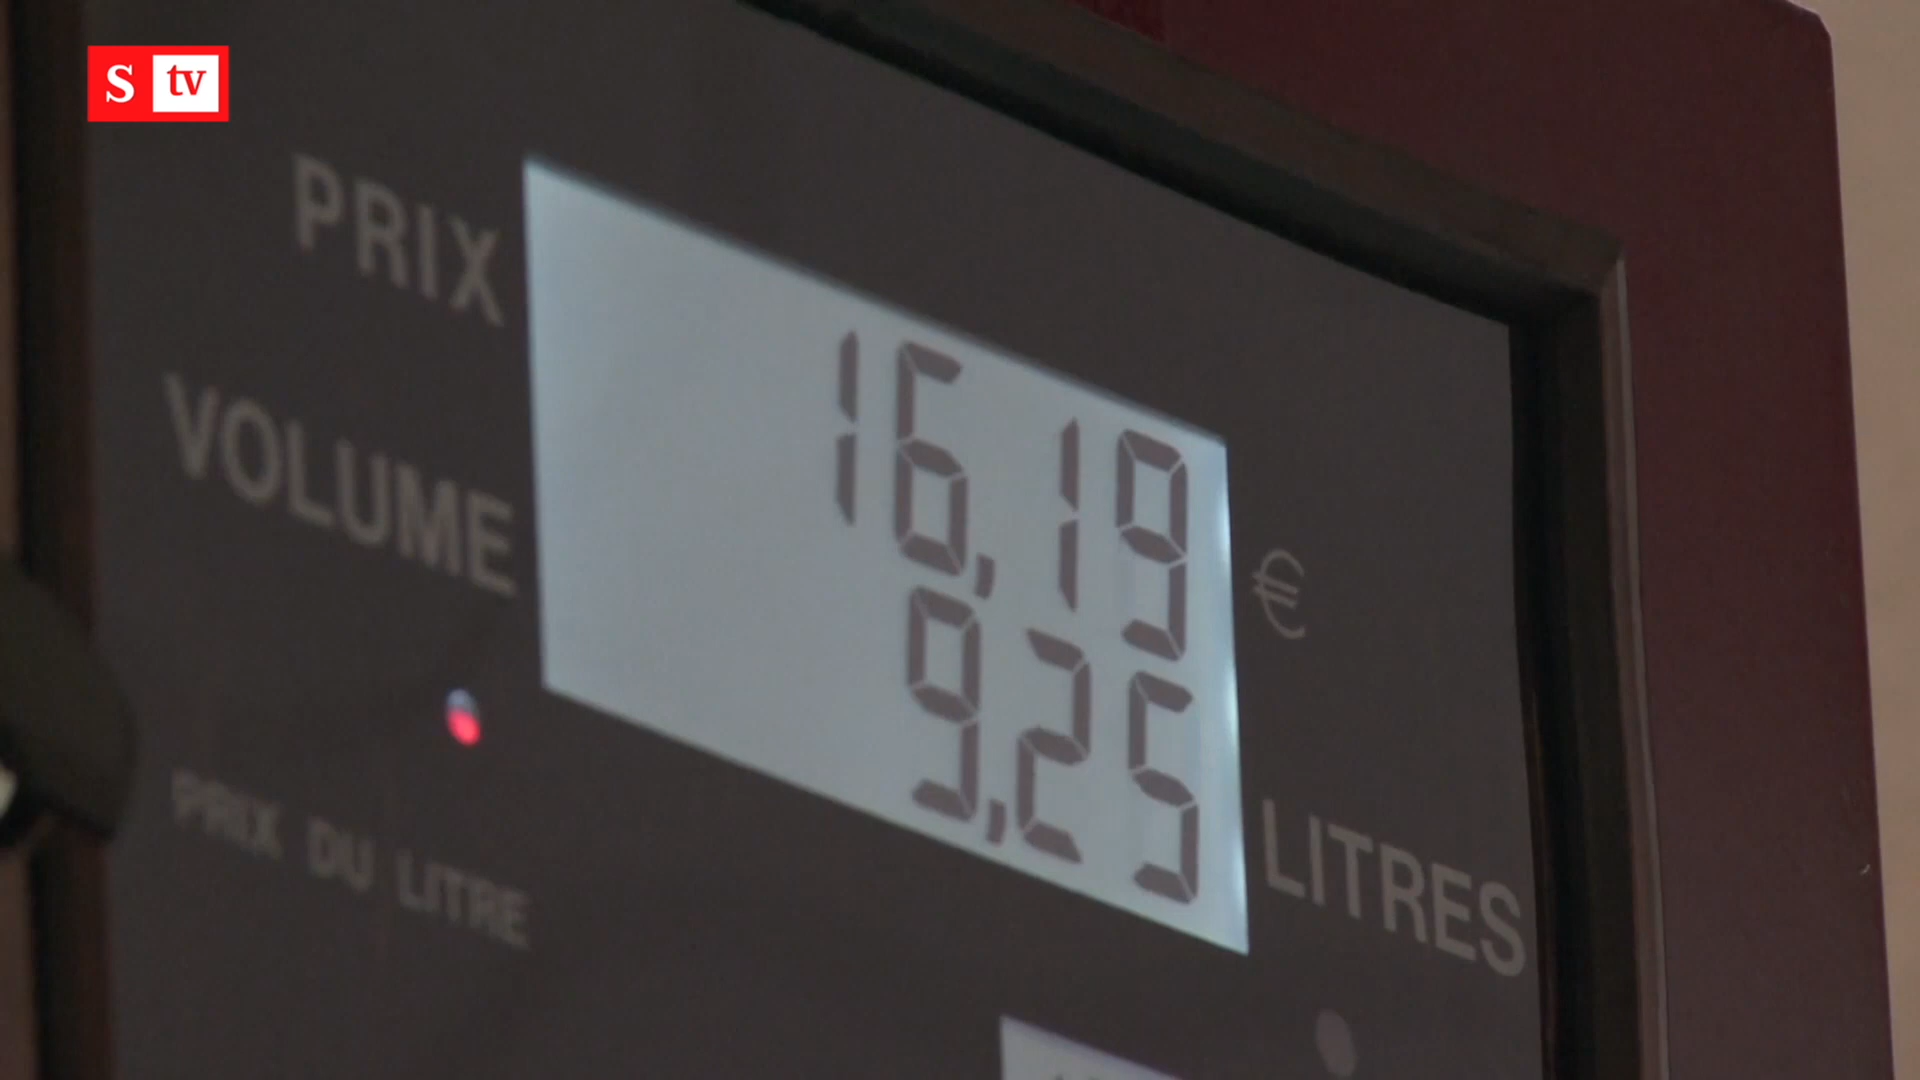 S tv
PRIX 16,19 €
VOLUME 9,25 LITRES
PRIX DU LITRE